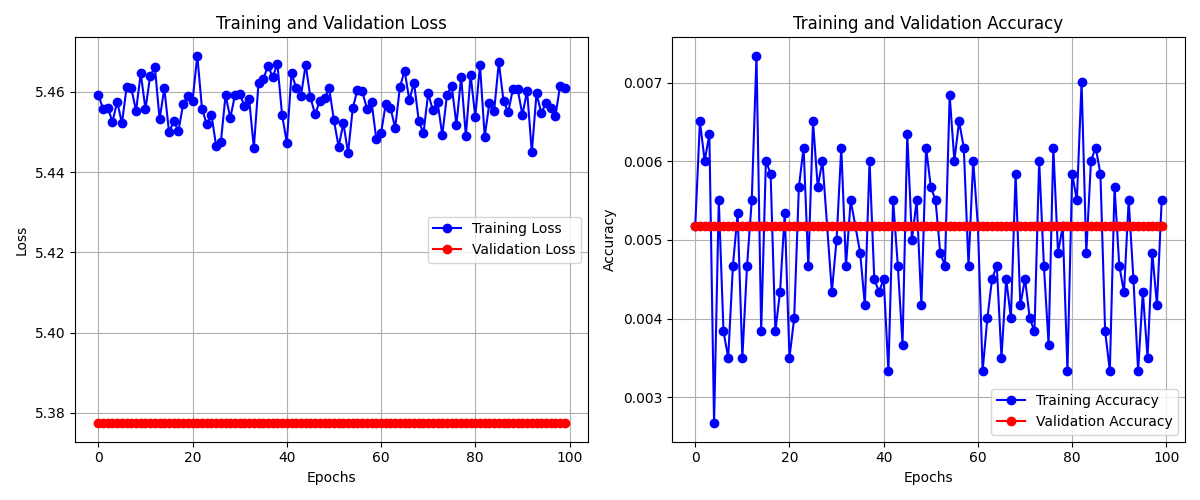 Training and Validation Loss
Loss
5.46
5.44
5.42
5.40
5.38
0 20 40 60 80 100
Epochs
Training Loss
Validation Loss
Training and Validation Accuracy
Accuracy
0.007
0.006
0.005
0.004
0.003
0 20 40 60 80 100
Epochs
Training Accuracy
Validation Accuracy